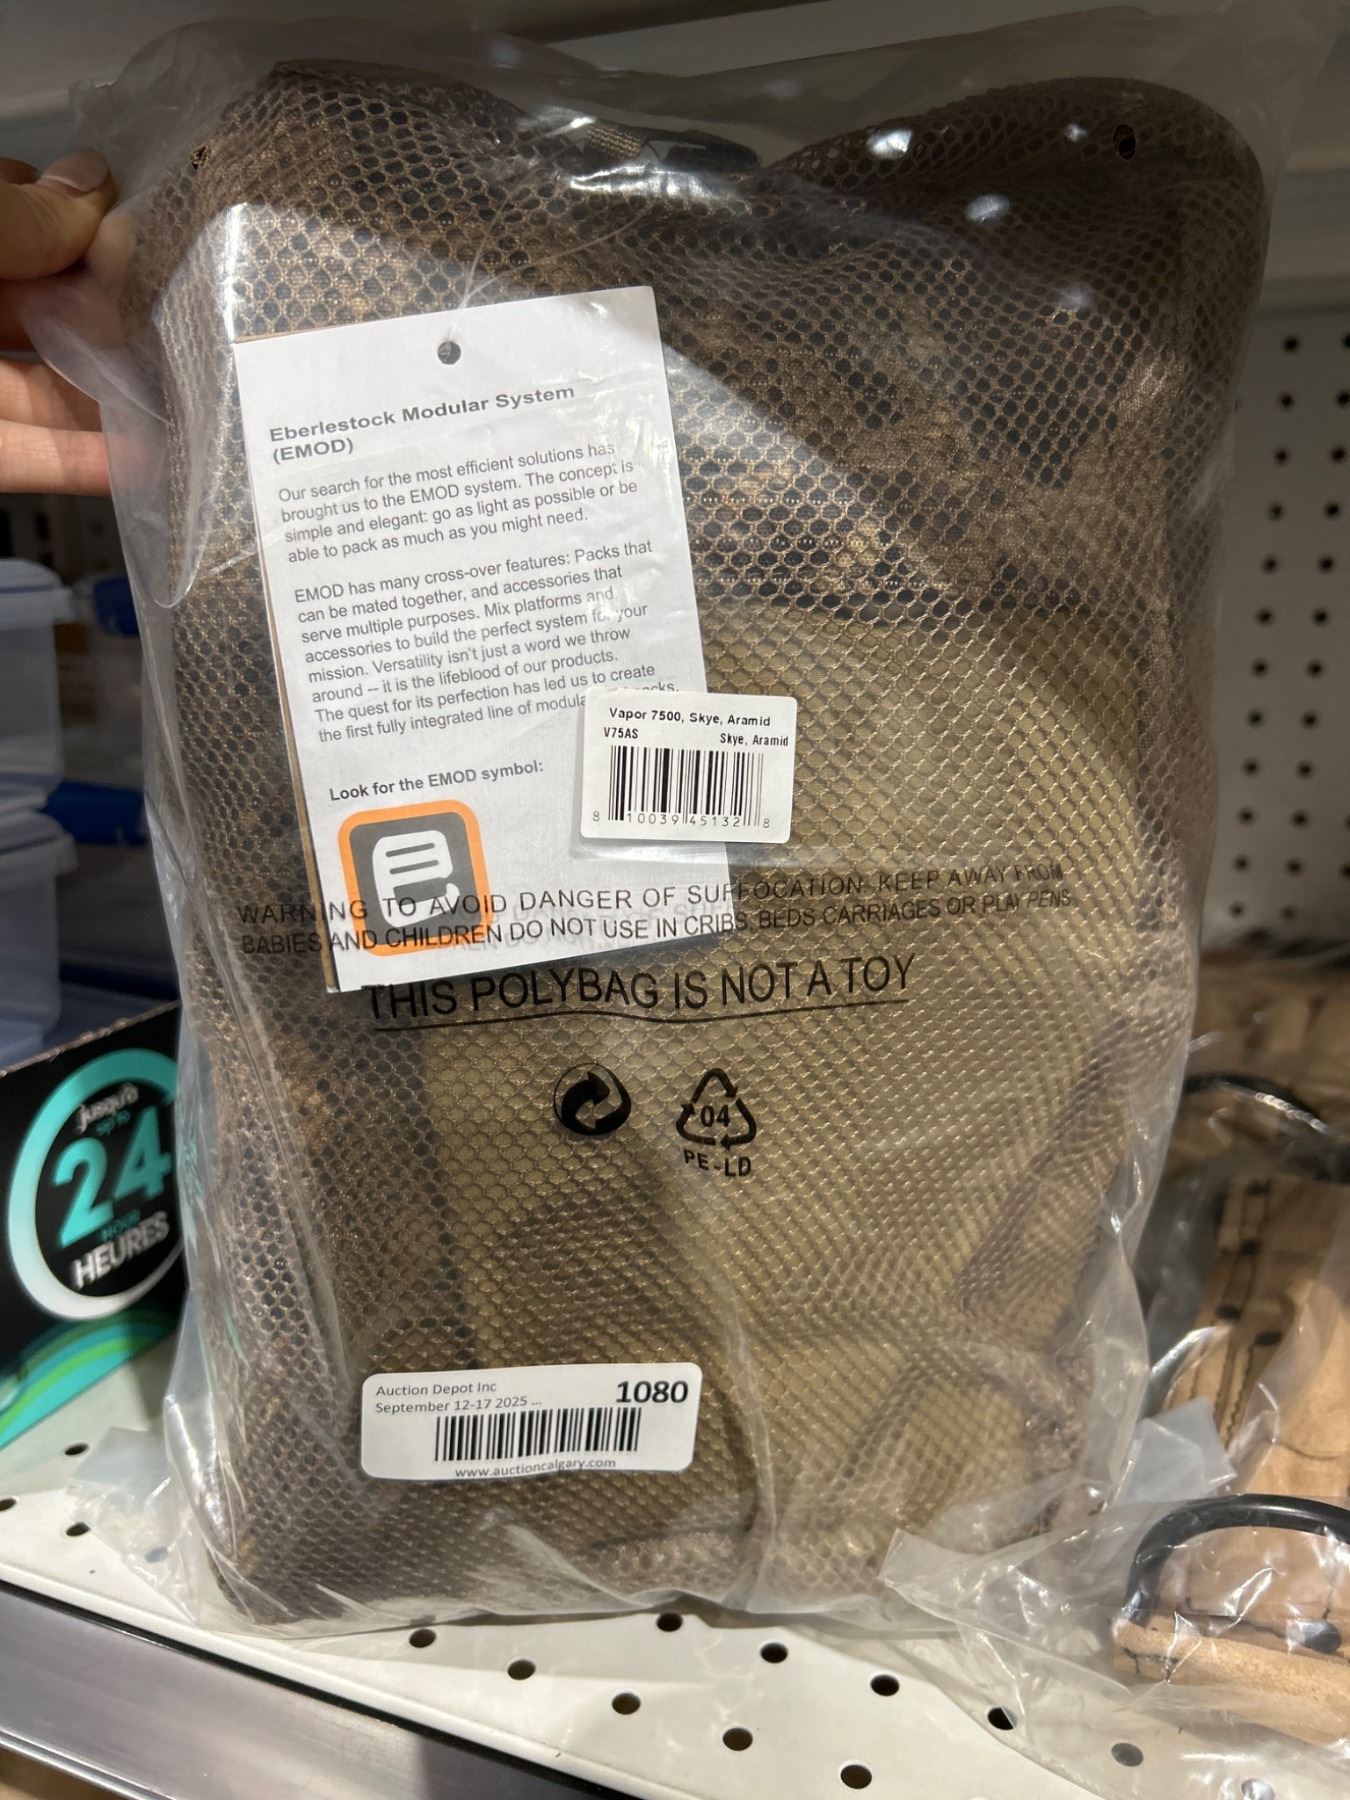 Eberlestock Modular System
(EMOD)
Our search for the most efficient solutions has
brought us to the EMOD system. The concept is
simple and elegant: go as light as possible or be
able to pack as much as you might need.
EMOD has many cross-over features: Packs that
can be mated together, and accessories that
serve multiple purposes. Mix platforms and
accessories to build the perfect system for your
mission. Versatility isn't just a word we throw
around -- it is the lifeblood of our products.
The quest for its perfection has led us to create
the first fully integrated line of modula
Look for the EMOD symbol:
Vapor 7500, Skye, Aramid
V75AS Skye, Aramid
8 10039 45132 8
WARNING TO AVOID DANGER OF SUFFOCATION KEEP AWAY FROM
BABIES AND CHILDREN DO NOT USE IN CRIBS, BEDS CARRIAGES OR PLAY PENS
THIS POLYBAG IS NOT A TOY
04
PE-LD
Auction Depot Inc 1080
September 12-17 2025 ...
www.auctioncalgary.com
jusqu'à
up to
24
HOUR
HEURES